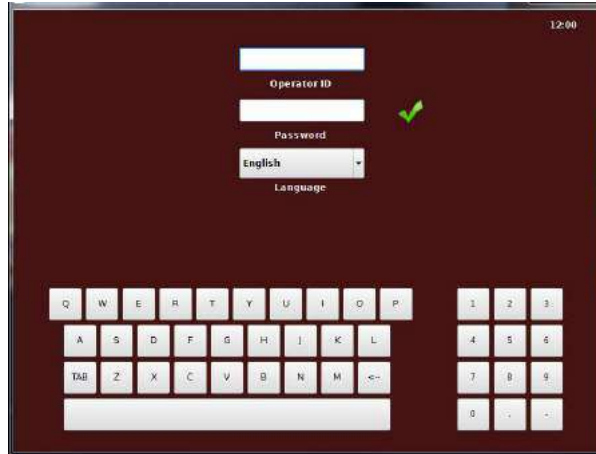 12:00
Operator ID
Password
English
Language
Q W E R T Y U I O P 1 2 3
A S D F G H J K L 4 5 6
TAB Z X C V B N M <-- 7 8 9
0 . -